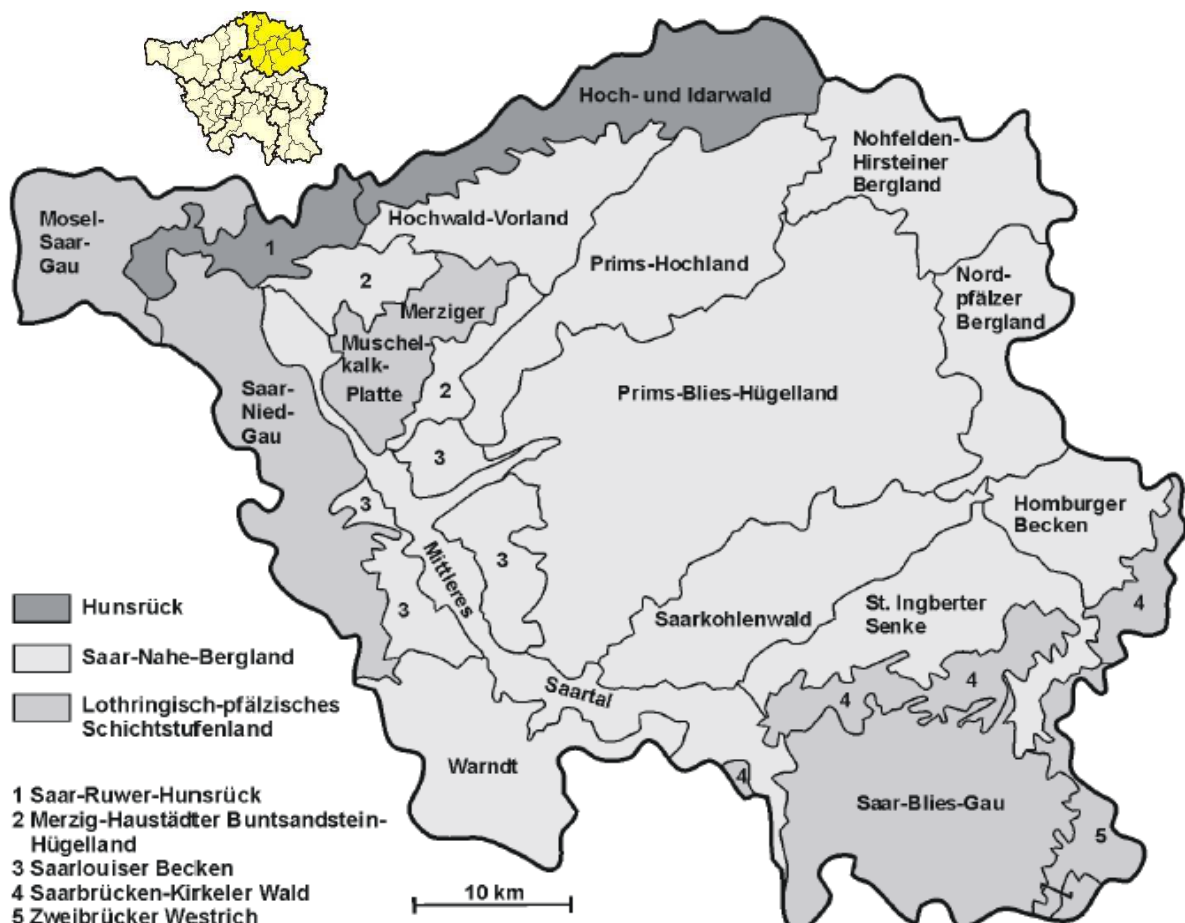 Hoch- und Idarwald
Nohfelden-
Hirsteiner
Bergland
Mosel-
Saar-
Gau
1
Hochwald-Vorland
Prims-Hochland
2
Nord-
pfälzer
Bergland
Merziger
Muschel-
kalk-
Platte
Saar-
Nied-
Gau
2
Prims-Blies-Hügelland
3
3
Homburger
Becken
Mittleres
3
3
Saarkohlenwald
St. Ingberter
Senke
4
Saartal
4
4
Warndt
4
Saar-Blies-Gau
5
Hunsrück
Saar-Nahe-Bergland
Lothringisch-pfälzisches
Schichtstufenland
1 Saar-Ruwer-Hunsrück
2 Merzig-Haustädter Buntsandstein-
Hügelland
3 Saarlouiser Becken
4 Saarbrücken-Kirkeler Wald
5 Zweibrücker Westrich
10 km